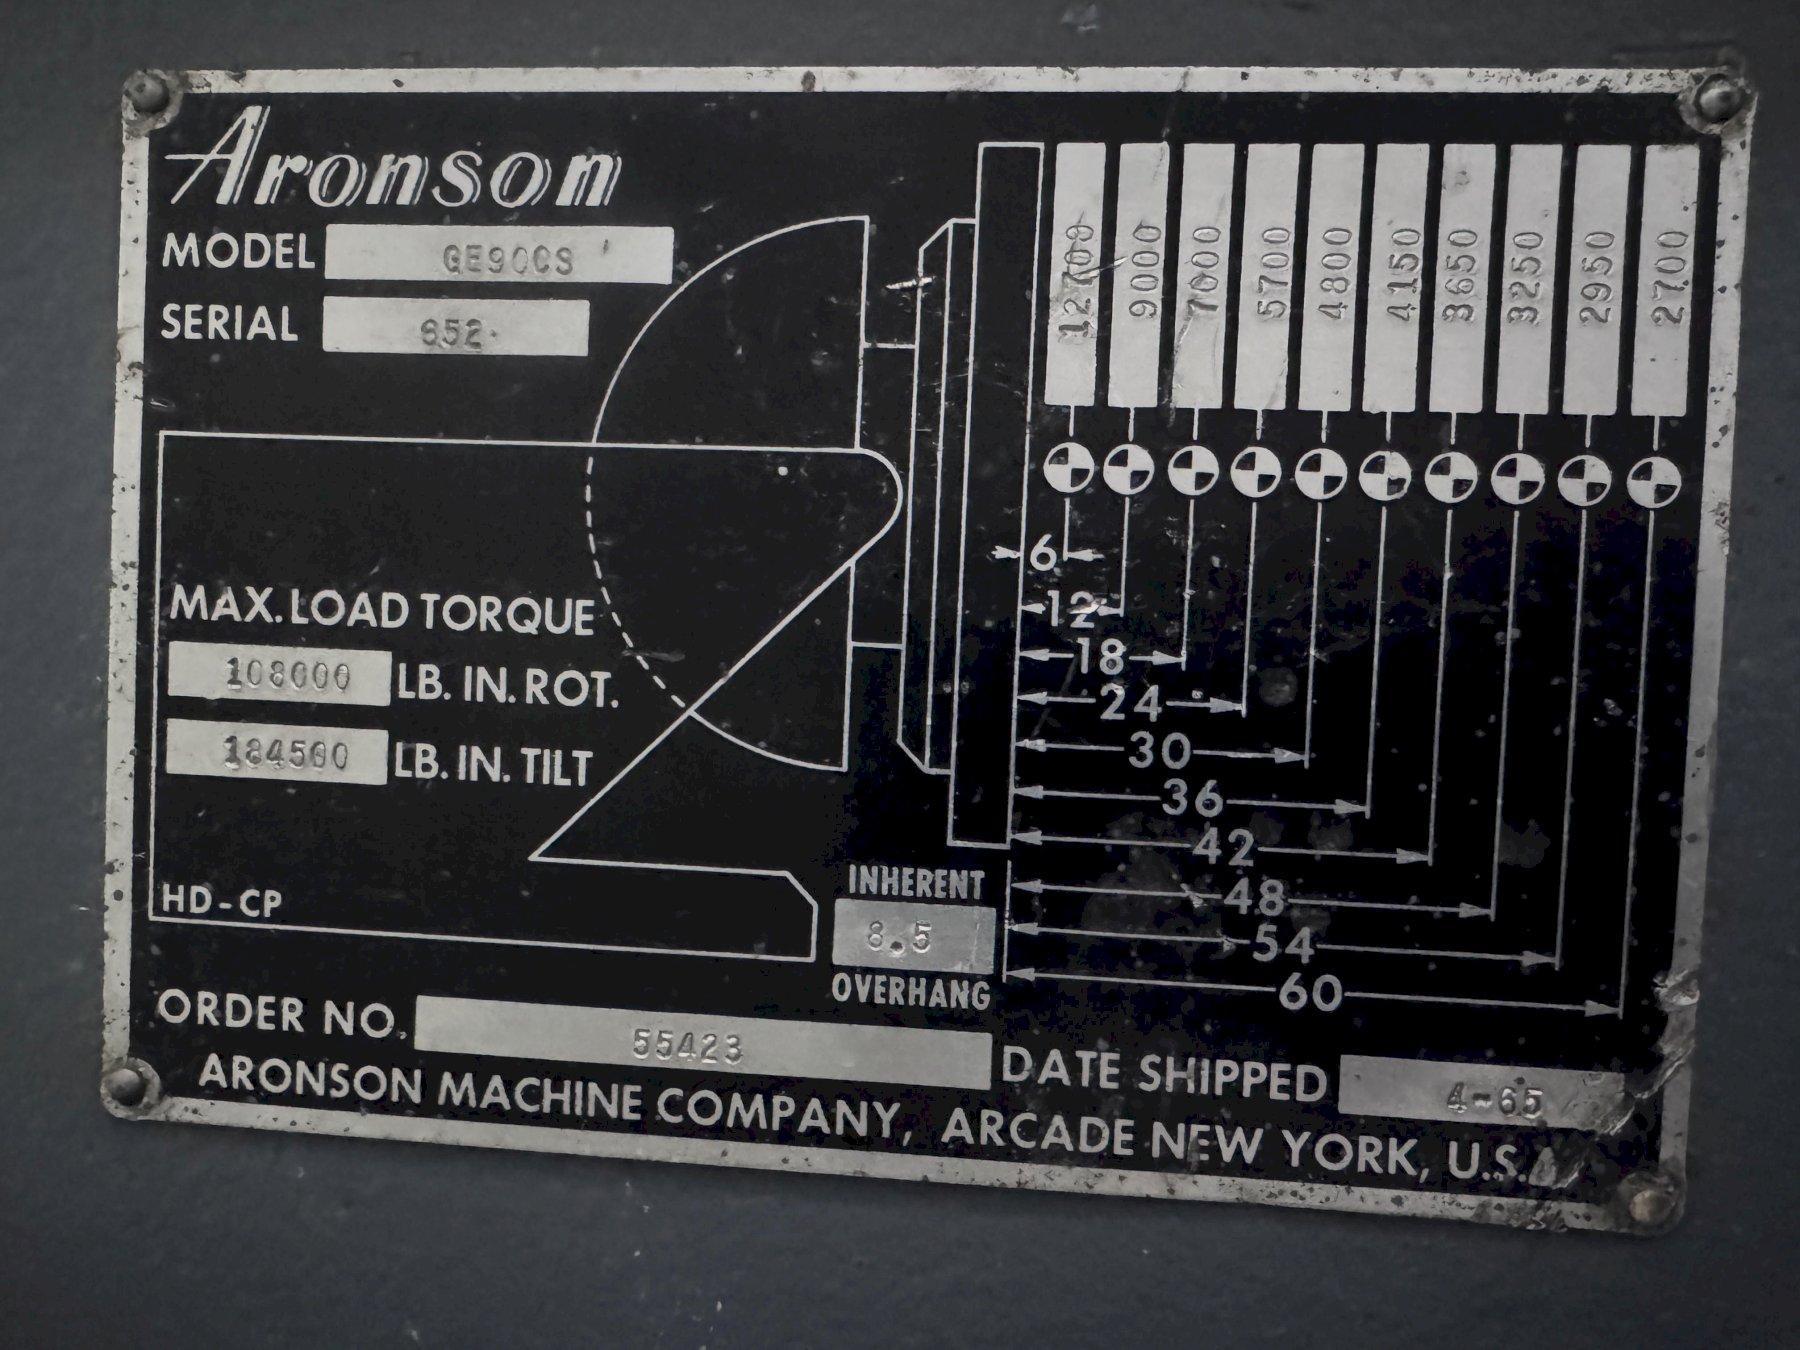 Aronson
MODEL GE90CS
SERIAL 852
12700 9000 7000 5700 4800 4150 3650 3250 2950 2700
6
12
18
24
30
36
42
48
54
60
MAX. LOAD TORQUE
108000 LB. IN. ROT.
184500 LB. IN. TILT
HD-CP
INHERENT
8.5
OVERHANG
ORDER NO. 55423 DATE SHIPPED 4-65
ARONSON MACHINE COMPANY, ARCADE NEW YORK, U.S.A